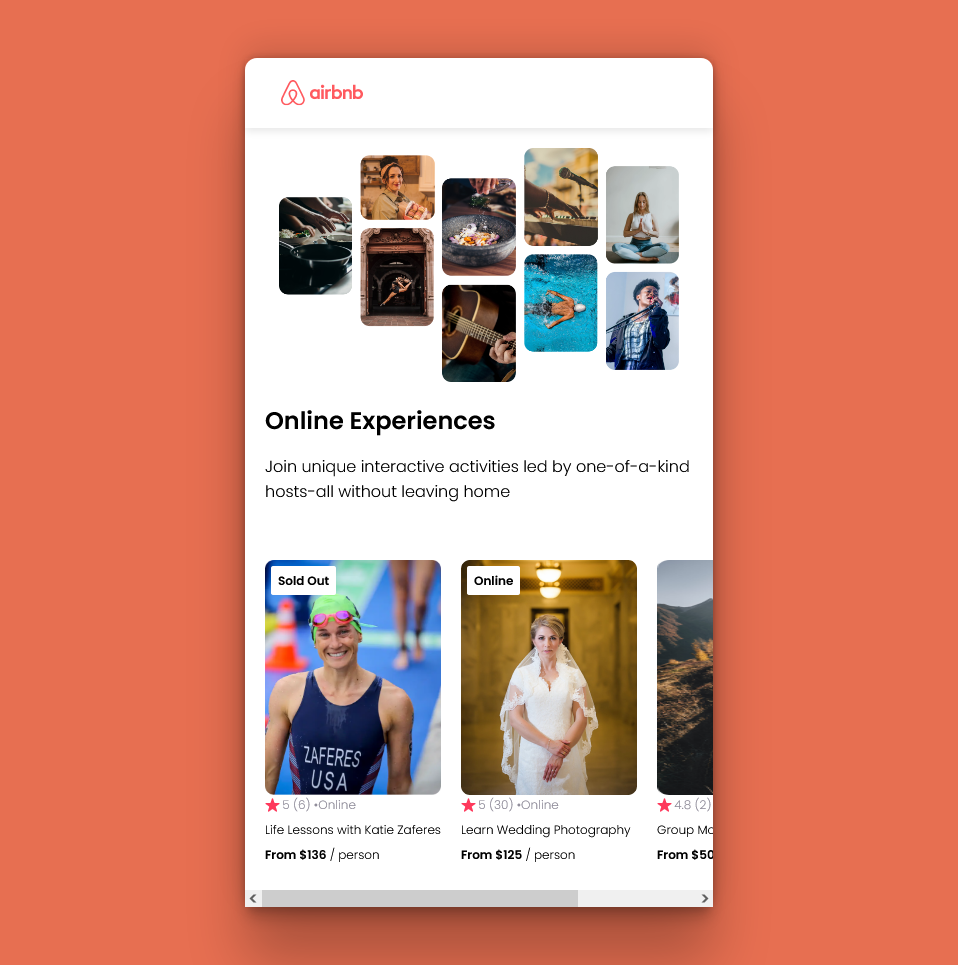 airbnb
Online Experiences
Join unique interactive activities led by one-of-a-kind
hosts-all without leaving home
Sold Out
Online
ZAFERES
USA
5 (6) •Online
5 (30) •Online
4.8 (2)
Life Lessons with Katie Zaferes
Learn Wedding Photography
Group Mo
From $136 / person
From $125 / person
From $50